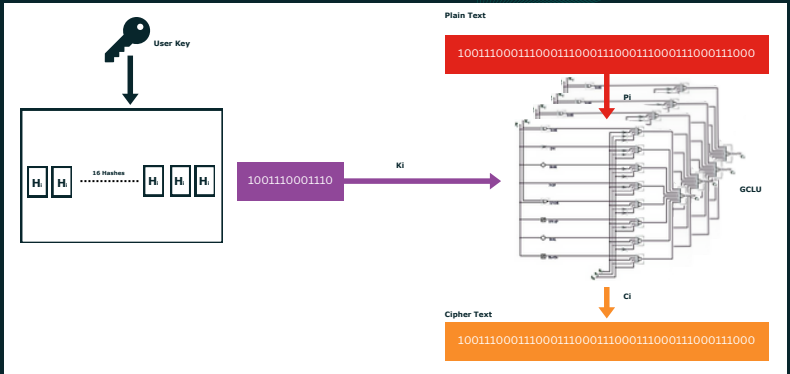 Plain Text
User Key
100111000111000111000111000111000111000111000
Pi
16 Hashes
Ki
Hᵢ Hᵢ Hᵢ Hᵢ Hᵢ
1001110001110
GCLU
Ci
Cipher Text
100111000111000111000111000111000111000111000